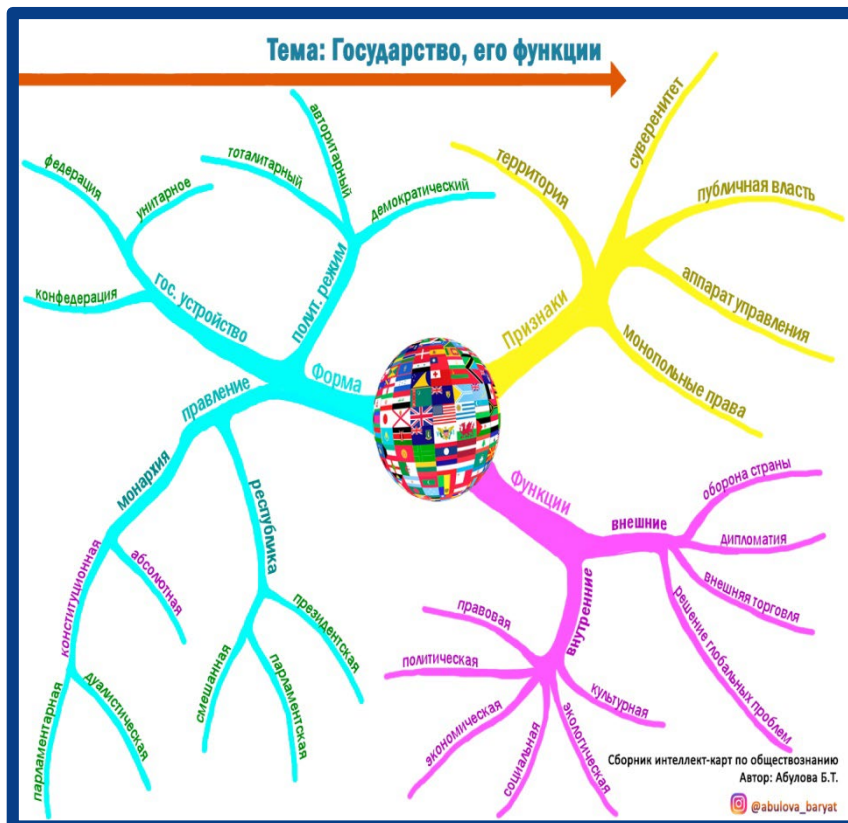 Тема: Государство, его функции
Форма
гос. устройство
федерация
унитарное
конфедерация
полит. режим
тоталитарный
авторитарный
демократический
правление
монархия
конституционная
парламентарная
дуалистическая
абсолютная
республика
смешанная
парламентская
президентская
Признаки
территория
суверенитет
публичная власть
аппарат управления
монопольные права
Функции
внешние
оборона страны
дипломатия
внешняя торговля
решение глобальных проблем
внутренние
правовая
политическая
экономическая
социальная
экологическая
культурная
Сборник интеллект-карт по обществознанию
Автор: Абулова Б.Т.
@abulova_baryat